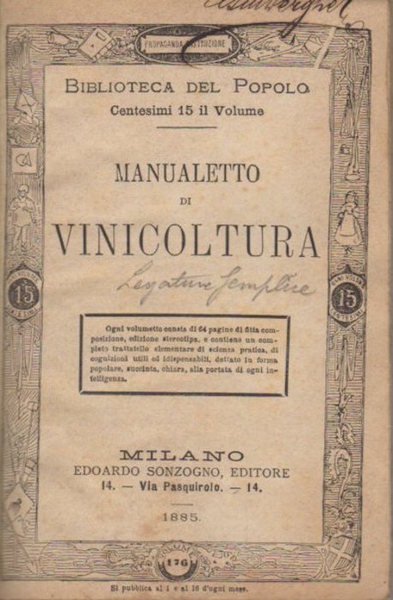 PROPAGANDA ISTRUZIONE
BIBLIOTECA DEL POPOLO
Centesimi 15 il Volume
MANUALETTO
DI
VINICOLTURA
Legatura Semplice
15
15
Ogni volumetto consta di 64 pagine di fitta com-
posizione, edizione stereotipa, e contiene un com-
pleto trattatello elementare di scienza pratica, di
cognizioni utili ed idispensabili, dettato in forma
popolare, succinta, chiara, alla portata di ogni in-
telligenza.
MILANO
EDOARDO SONZOGNO, EDITORE
14. — Via Pasquirolo. — 14.
1885.
176
Si pubblica al 1 e al 16 d'ogni mese.